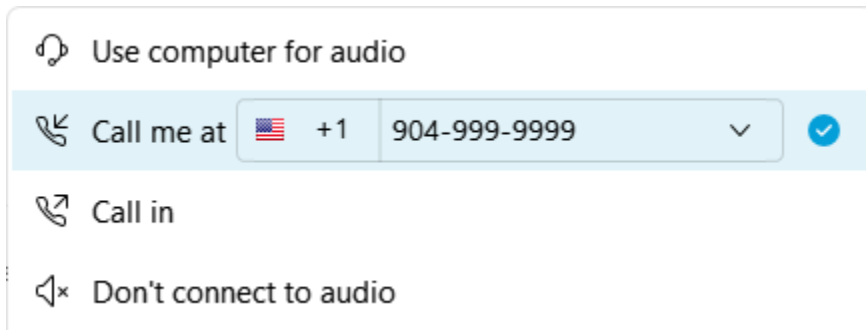 Use computer for audio
Call me at +1 904-999-9999
Call in
Don't connect to audio